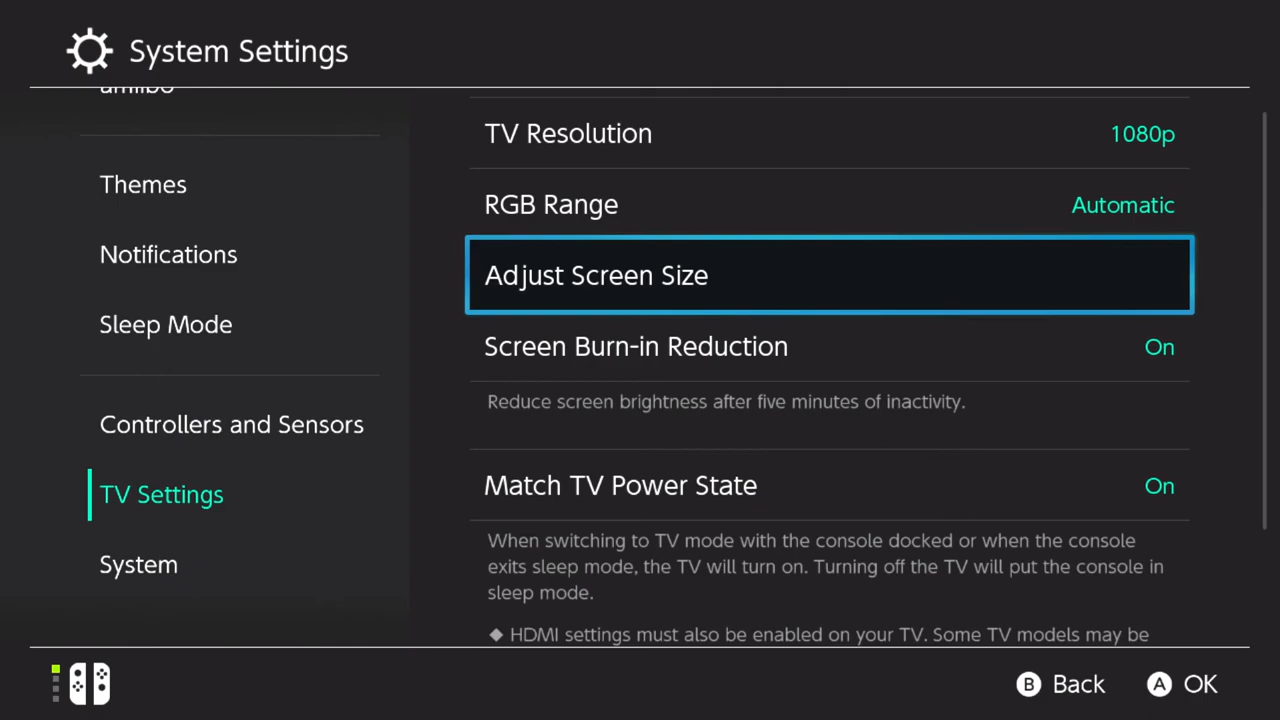 System Settings
amiibo
Themes
Notifications
Sleep Mode
Controllers and Sensors
TV Settings
System
TV Resolution 1080p
RGB Range Automatic
Adjust Screen Size
Screen Burn-in Reduction On
Reduce screen brightness after five minutes of inactivity.
Match TV Power State On
When switching to TV mode with the console docked or when the console
exits sleep mode, the TV will turn on. Turning off the TV will put the console in
sleep mode.
◆ HDMI settings must also be enabled on your TV. Some TV models may be
B Back A OK